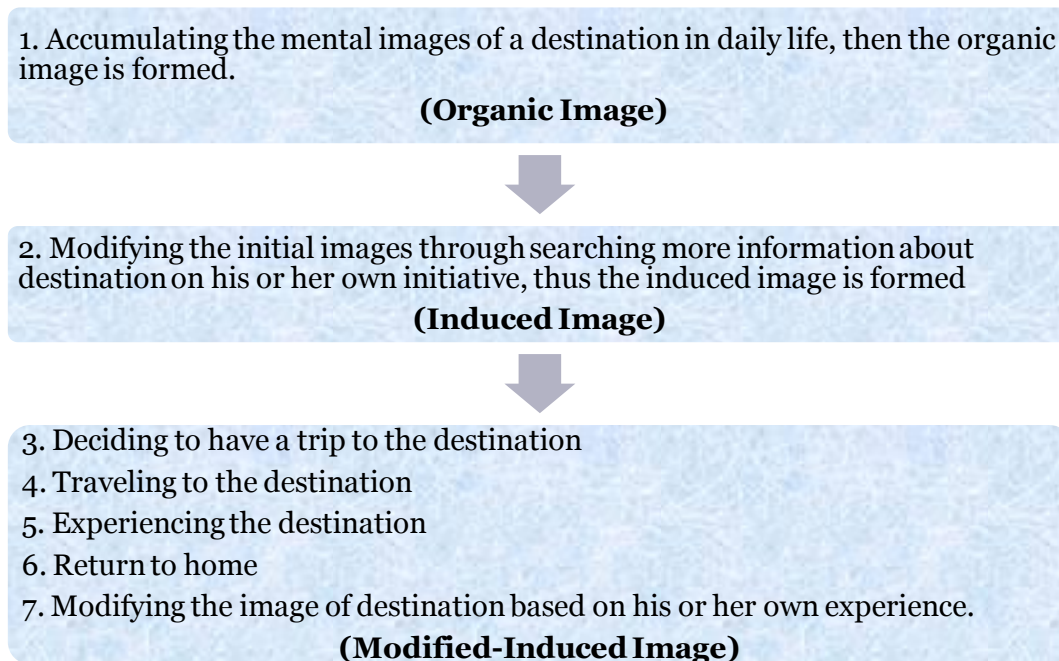 1. Accumulating the mental images of a destination in daily life, then the organic
image is formed.
(Organic Image)
2. Modifying the initial images through searching more information about
destination on his or her own initiative, thus the induced image is formed
(Induced Image)
3. Deciding to have a trip to the destination
4. Traveling to the destination
5. Experiencing the destination
6. Return to home
7. Modifying the image of destination based on his or her own experience.
(Modified-Induced Image)